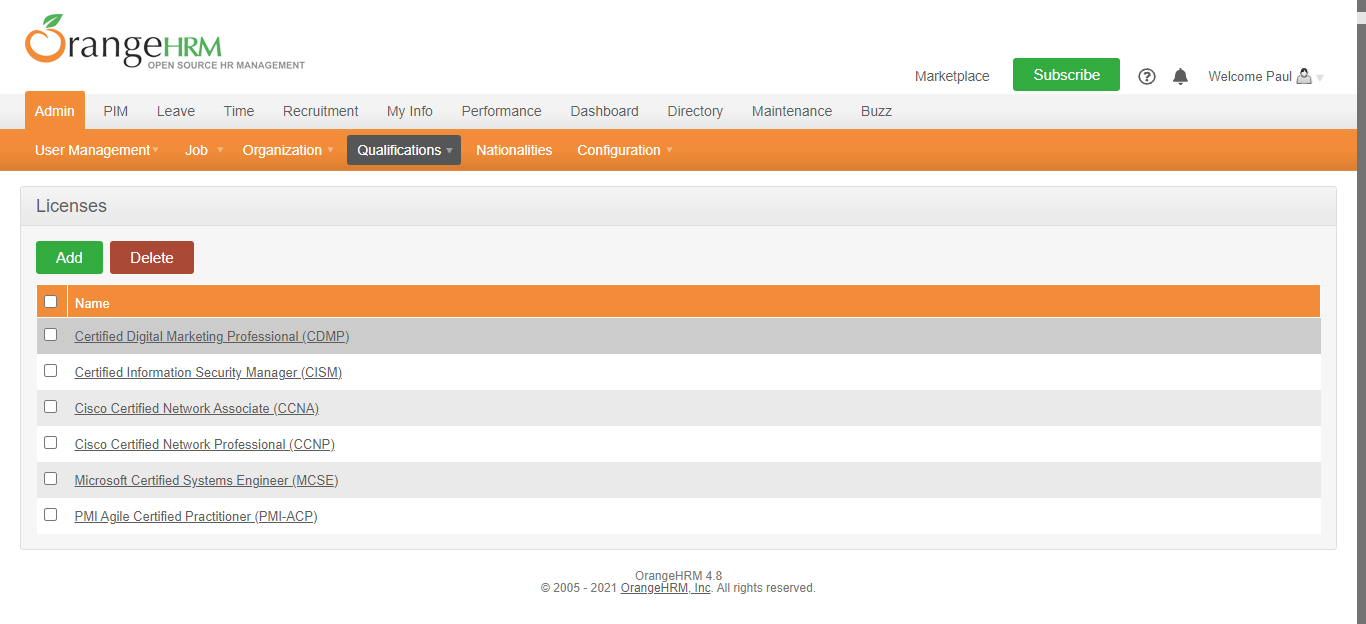 OrangeHRM
OPEN SOURCE HR MANAGEMENT
Marketplace Subscribe Welcome Paul
Admin PIM Leave Time Recruitment My Info Performance Dashboard Directory Maintenance Buzz
User Management Job Organization Qualifications Nationalities Configuration
Licenses
Add Delete
Name
Certified Digital Marketing Professional (CDMP)
Certified Information Security Manager (CISM)
Cisco Certified Network Associate (CCNA)
Cisco Certified Network Professional (CCNP)
Microsoft Certified Systems Engineer (MCSE)
PMI Agile Certified Practitioner (PMI-ACP)
OrangeHRM 4.8
© 2005 - 2021 OrangeHRM, Inc. All rights reserved.